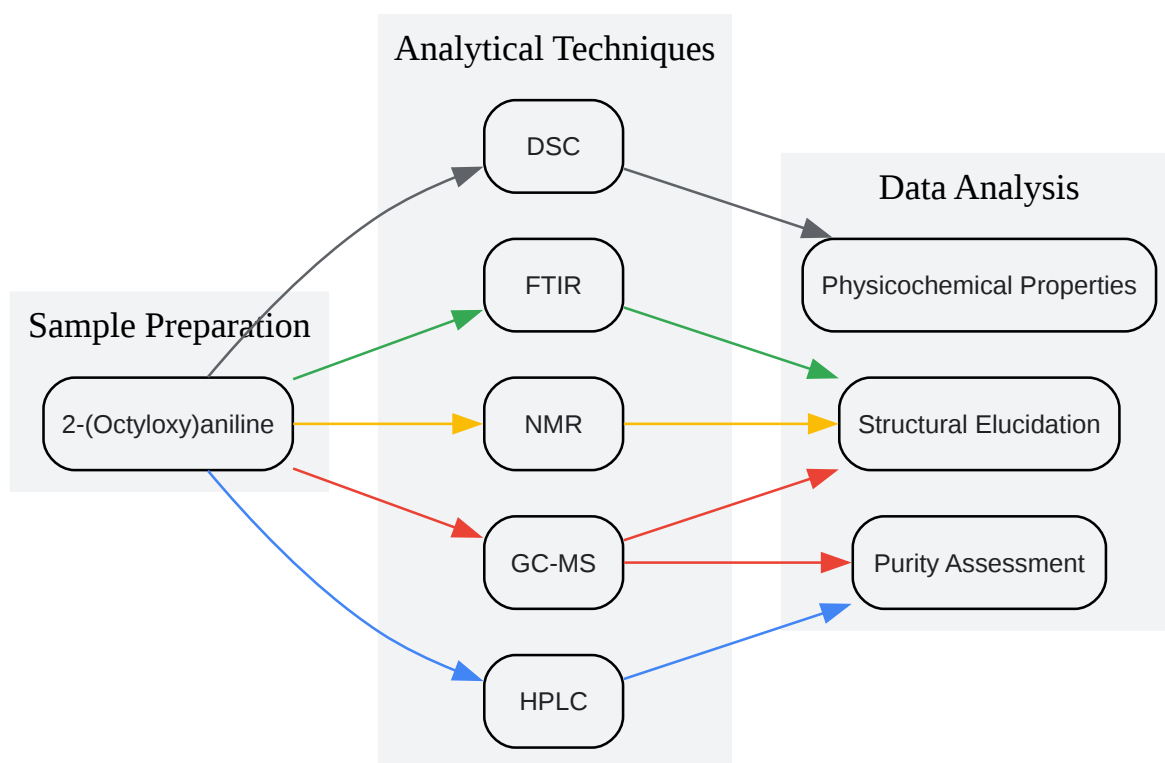 Analytical Techniques
DSC
Data Analysis
FTIR
Physicochemical Properties
Sample Preparation
2-(Octyloxy)aniline
NMR
Structural Elucidation
GC-MS
Purity Assessment
HPLC